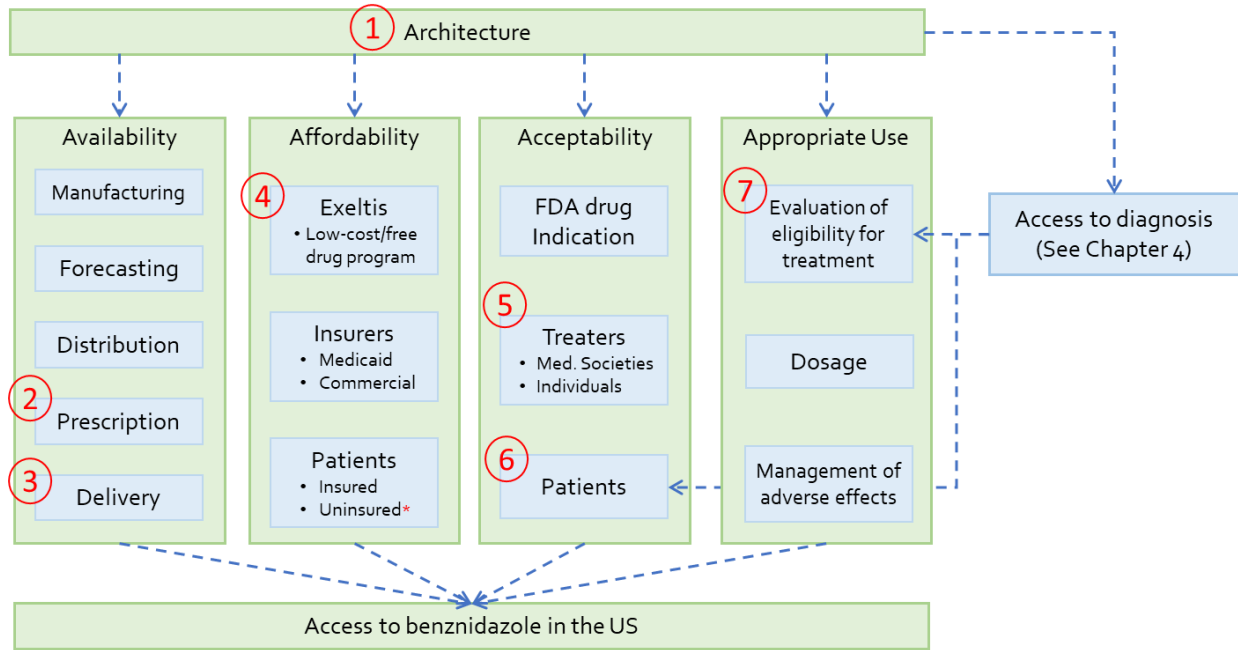 1 Architecture
Availability
Manufacturing
Forecasting
Distribution
2
Prescription
3
Delivery
Affordability
4
Exeltis
• Low-cost/free
drug program
Insurers
• Medicaid
• Commercial
Patients
• Insured
• Uninsured*
Acceptability
FDA drug
Indication
5
Treaters
• Med. Societies
• Individuals
6
Patients
Appropriate Use
7
Evaluation of
eligibility for
treatment
Dosage
Management of
adverse effects
Access to diagnosis
(See Chapter 4)
Access to benznidazole in the US